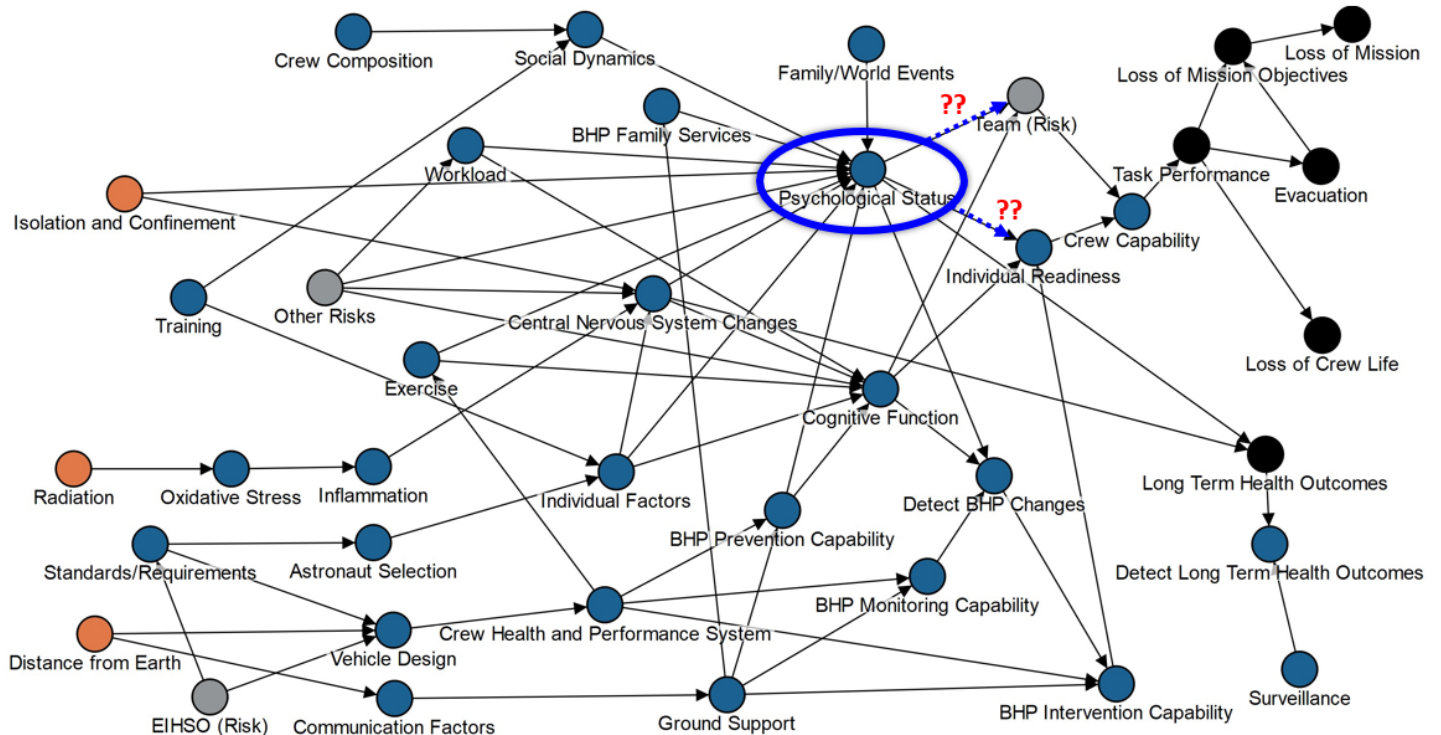 Crew Composition
Social Dynamics
Family/World Events
Loss of Mission
Loss of Mission Objectives
??
Team (Risk)
BHP Family Services
Workload
Task Performance
Evacuation
Isolation and Confinement
Psychological Status
??
Crew Capability
Individual Readiness
Training
Other Risks
Central Nervous System Changes
Loss of Crew Life
Exercise
Cognitive Function
Radiation
Oxidative Stress
Inflammation
Individual Factors
Detect BHP Changes
Long Term Health Outcomes
BHP Prevention Capability
Standards/Requirements
Astronaut Selection
Detect Long Term Health Outcomes
BHP Monitoring Capability
Crew Health and Performance System
Distance from Earth
Vehicle Design
EIHSO (Risk)
Communication Factors
Ground Support
BHP Intervention Capability
Surveillance